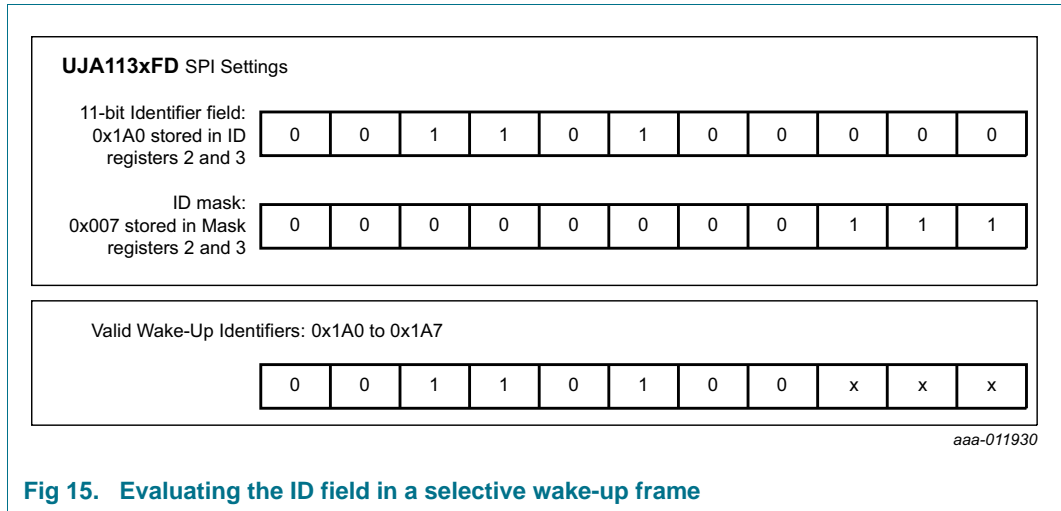 UJA113xFD SPI Settings
11-bit Identifier field:
0x1A0 stored in ID
registers 2 and 3
0 0 1 1 0 1 0 0 0 0 0
ID mask:
0x007 stored in Mask
registers 2 and 3
0 0 0 0 0 0 0 0 1 1 1
Valid Wake-Up Identifiers: 0x1A0 to 0x1A7
0 0 1 1 0 1 0 0 x x x
aaa-011930
Fig 15. Evaluating the ID field in a selective wake-up frame